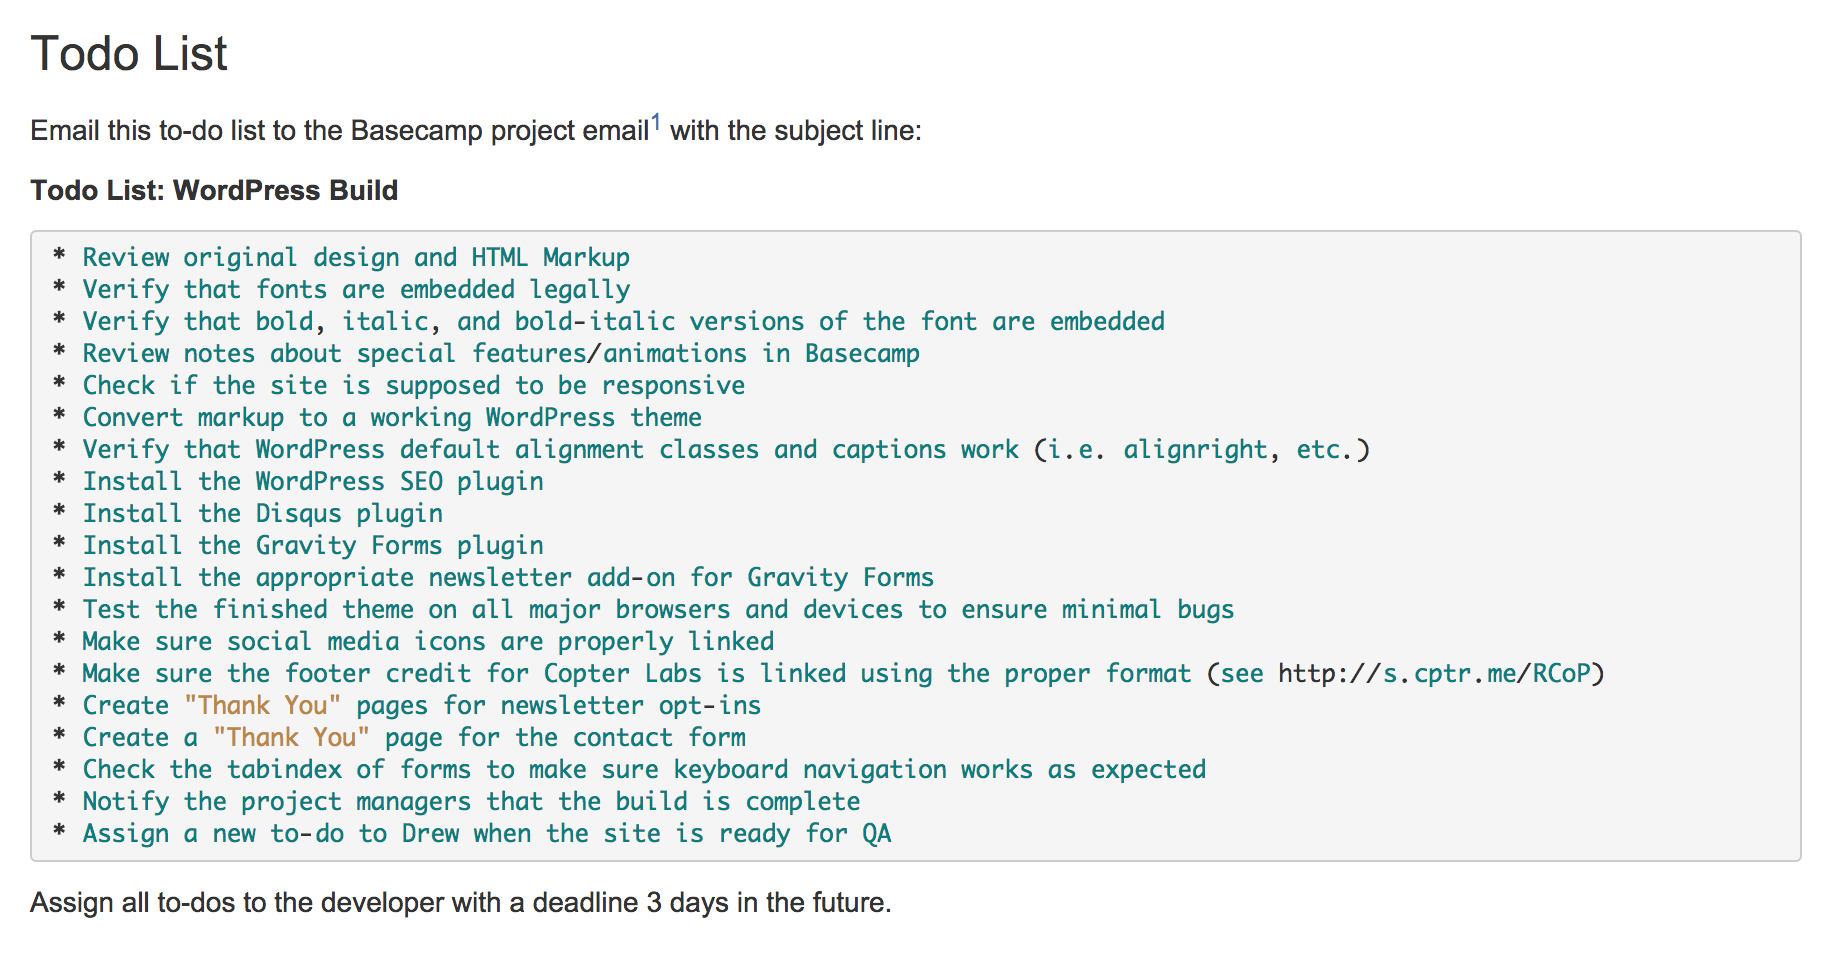 Todo List
Email this to-do list to the Basecamp project email1 with the subject line:
Todo List: WordPress Build
* Review original design and HTML Markup
* Verify that fonts are embedded legally
* Verify that bold, italic, and bold-italic versions of the font are embedded
* Review notes about special features/animations in Basecamp
* Check if the site is supposed to be responsive
* Convert markup to a working WordPress theme
* Verify that WordPress default alignment classes and captions work (i.e. alignright, etc.)
* Install the WordPress SEO plugin
* Install the Disqus plugin
* Install the Gravity Forms plugin
* Install the appropriate newsletter add-on for Gravity Forms
* Test the finished theme on all major browsers and devices to ensure minimal bugs
* Make sure social media icons are properly linked
* Make sure the footer credit for Copter Labs is linked using the proper format (see http://s.cptr.me/RCoP)
* Create "Thank You" pages for newsletter opt-ins
* Create a "Thank You" page for the contact form
* Check the tabindex of forms to make sure keyboard navigation works as expected
* Notify the project managers that the build is complete
* Assign a new to-do to Drew when the site is ready for QA
Assign all to-dos to the developer with a deadline 3 days in the future.